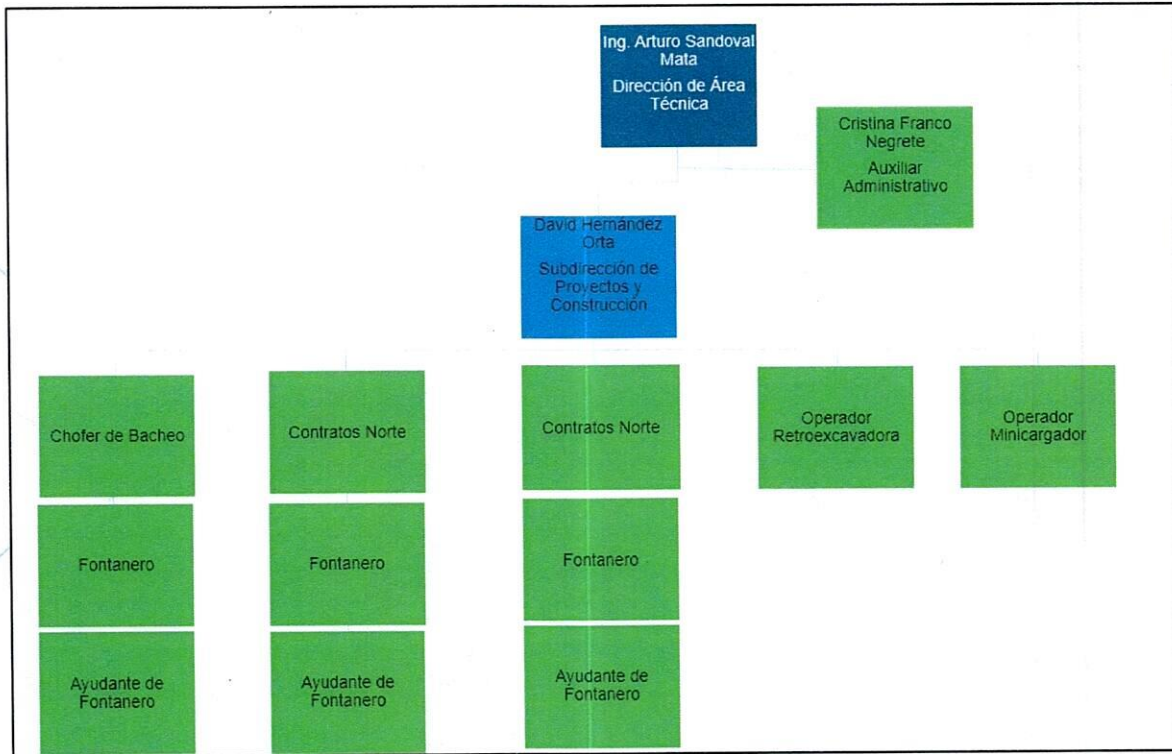 Ing. Arturo Sandoval
Mata
Dirección de Área
Técnica
Cristina Franco
Negrete
Auxiliar
Administrativo
David Hernández
Orta
Subdirección de
Proyectos y
Construcción
Chofer de Bacheo
Contratos Norte
Contratos Norte
Operador
Retroexcavadora
Operador
Minicargador
Fontanero
Fontanero
Fontanero
Ayudante de
Fontanero
Ayudante de
Fontanero
Ayudante de
Fontanero